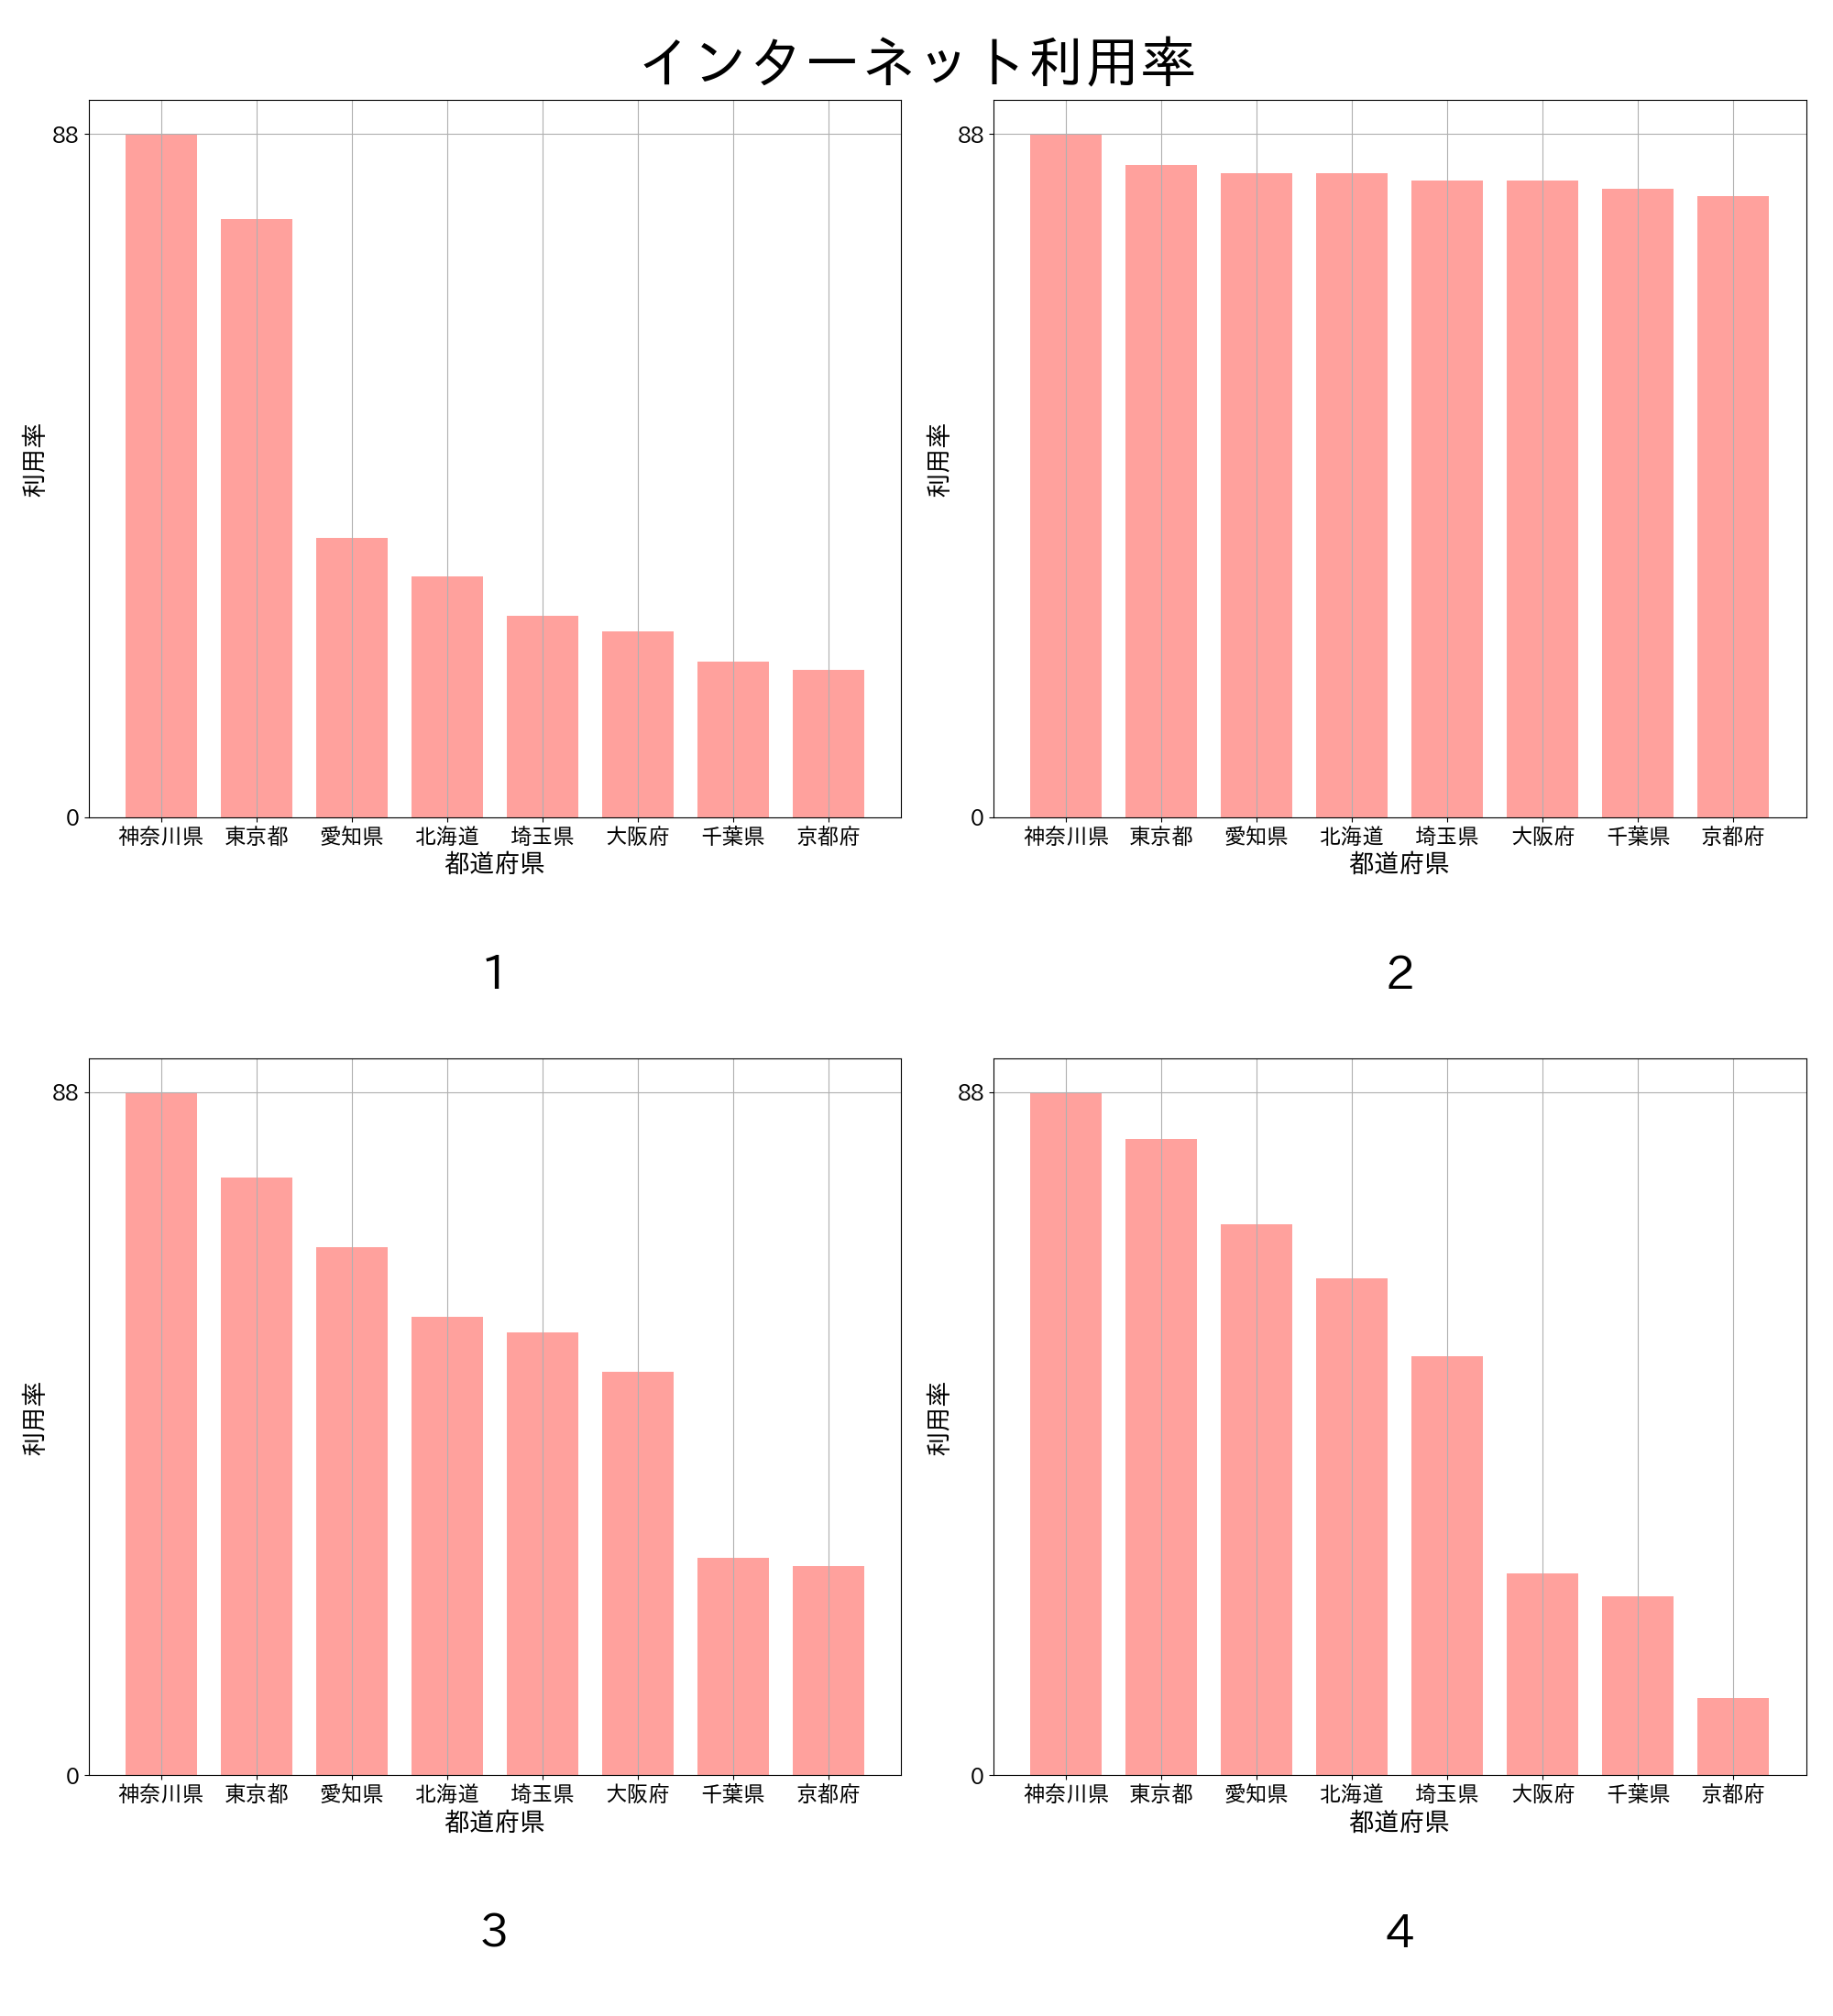 インターネット利用率
88
利用率
0
神奈川県 東京都 愛知県 北海道 埼玉県 大阪府 千葉県 京都府
都道府県
1
88
利用率
0
神奈川県 東京都 愛知県 北海道 埼玉県 大阪府 千葉県 京都府
都道府県
2
88
利用率
0
神奈川県 東京都 愛知県 北海道 埼玉県 大阪府 千葉県 京都府
都道府県
3
88
利用率
0
神奈川県 東京都 愛知県 北海道 埼玉県 大阪府 千葉県 京都府
都道府県
4